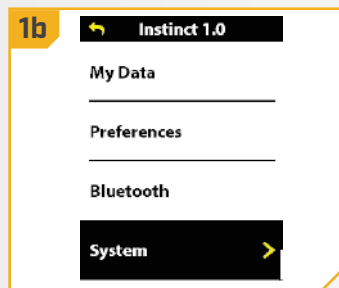 1b
Instinct 1.0
My Data
Preferences
Bluetooth
System